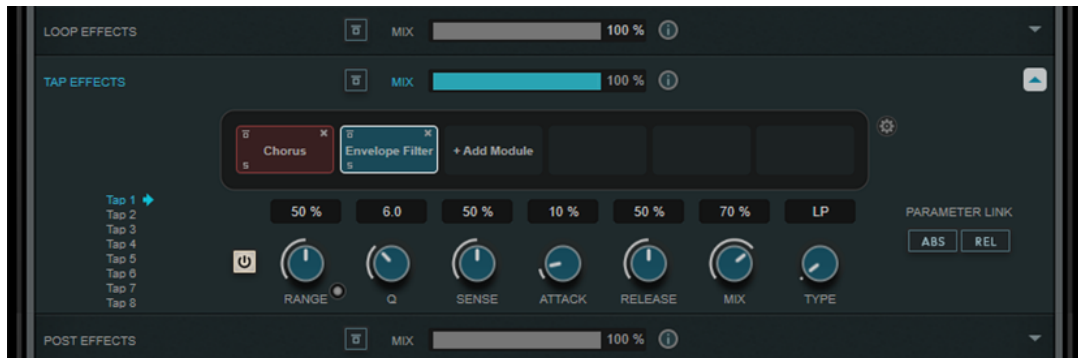 LOOP EFFECTS MIX 100 %
TAP EFFECTS MIX 100 %
Chorus Envelope Filter + Add Module
S S
Tap 1
Tap 2
Tap 3
Tap 4
Tap 5
Tap 6
Tap 7
Tap 8
50 % 6.0 50 % 10 % 50 % 70 % LP
RANGE Q SENSE ATTACK RELEASE MIX TYPE
PARAMETER LINK
ABS REL
POST EFFECTS MIX 100 %